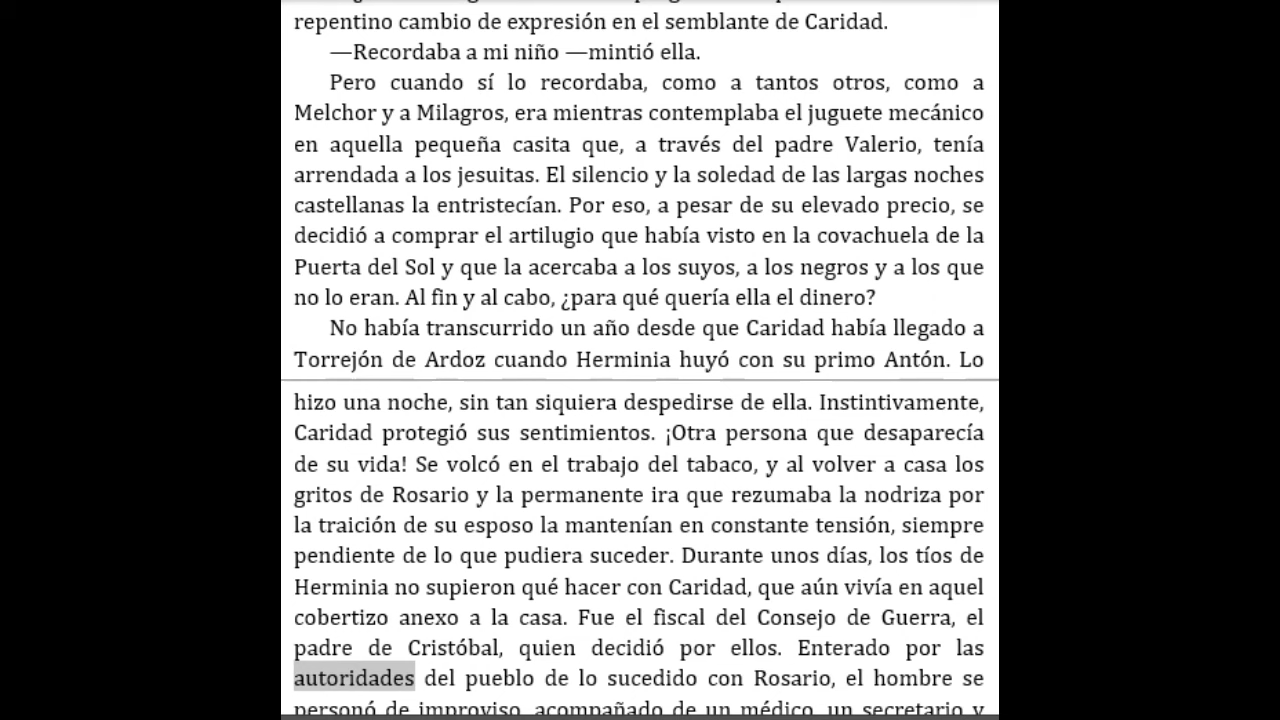 repentino cambio de expresión en el semblante de Caridad.
—Recordaba a mi niño —mintió ella.
Pero cuando sí lo recordaba, como a tantos otros, como a
Melchor y a Milagros, era mientras contemplaba el juguete mecánico
en aquella pequeña casita que, a través del padre Valerio, tenía
arrendada a los jesuitas. El silencio y la soledad de las largas noches
castellanas la entristecían. Por eso, a pesar de su elevado precio, se
decidió a comprar el artilugio que había visto en la covachuela de la
Puerta del Sol y que la acercaba a los suyos, a los negros y a los que
no lo eran. Al fin y al cabo, ¿para qué quería ella el dinero?
No había transcurrido un año desde que Caridad había llegado a
Torrejón de Ardoz cuando Herminia huyó con su primo Antón. Lo
hizo una noche, sin tan siquiera despedirse de ella. Instintivamente,
Caridad protegió sus sentimientos. ¡Otra persona que desaparecía
de su vida! Se volcó en el trabajo del tabaco, y al volver a casa los
gritos de Rosario y la permanente ira que rezumaba la nodriza por
la traición de su esposo la mantenían en constante tensión, siempre
pendiente de lo que pudiera suceder. Durante unos días, los tíos de
Herminia no supieron qué hacer con Caridad, que aún vivía en aquel
cobertizo anexo a la casa. Fue el fiscal del Consejo de Guerra, el
padre de Cristóbal, quien decidió por ellos. Enterado por las
autoridades del pueblo de lo sucedido con Rosario, el hombre se
personó de improviso, acompañado de un médico, un secretario y